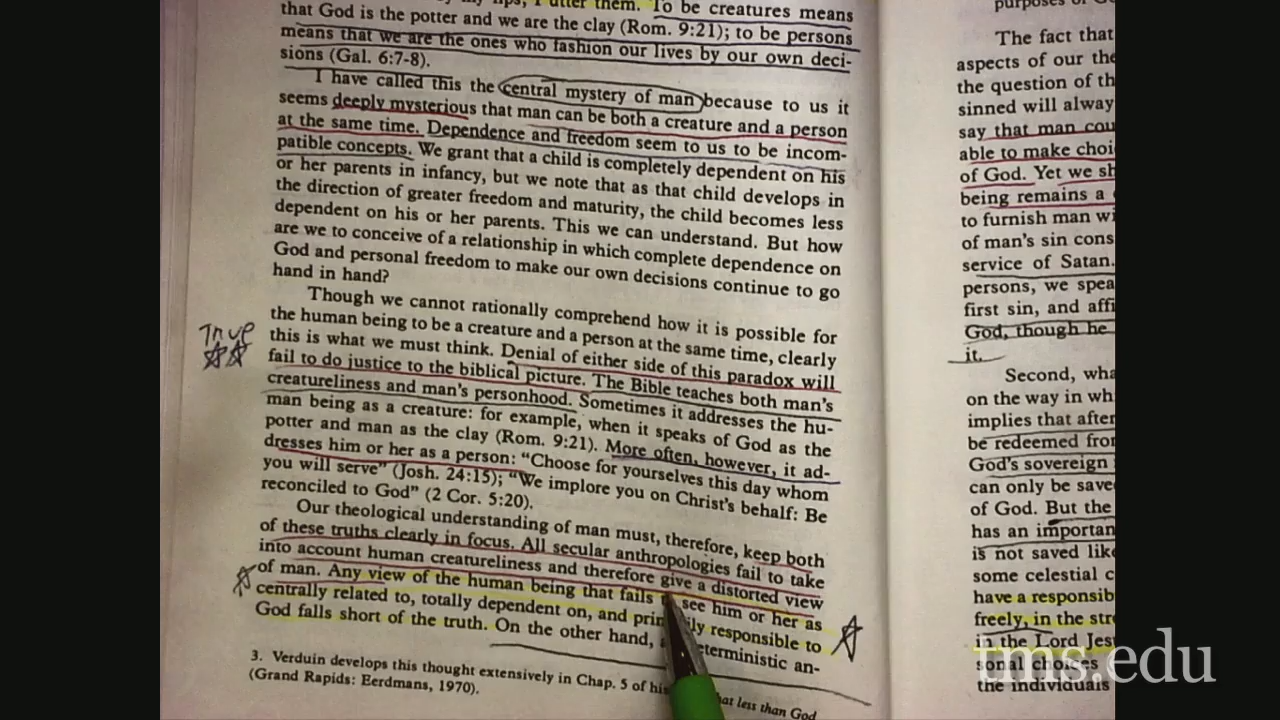 my lips, I utter them. To be creatures means
that God is the potter and we are the clay (Rom. 9:21); to be persons
means that we are the ones who fashion our lives by our own deci-
sions (Gal. 6:7-8).
I have called this the central mystery of man because to us it
seems deeply mysterious that man can be both a creature and a person
at the same time. Dependence and freedom seem to us to be incom-
patible concepts. We grant that a child is completely dependent on his
or her parents in infancy, but we note that as that child develops in
the direction of greater freedom and maturity, the child becomes less
dependent on his or her parents. This we can understand. But how
are we to conceive of a relationship in which complete dependence on
God and personal freedom to make our own decisions continue to go
hand in hand?
Though we cannot rationally comprehend how it is possible for
the human being to be a creature and a person at the same time, clearly
this is what we must think. Denial of either side of this paradox will
fail to do justice to the biblical picture. The Bible teaches both man's
creatureliness and man's personhood. Sometimes it addresses the hu-
man being as a creature: for example, when it speaks of God as the
potter and man as the clay (Rom. 9:21). More often, however, it ad-
dresses him or her as a person: "Choose for yourselves this day whom
you will serve" (Josh. 24:15); "We implore you on Christ's behalf: Be
reconciled to God" (2 Cor. 5:20).
Our theological understanding of man must, therefore, keep both
of these truths clearly in focus. All secular anthropologies fail to take
into account human creatureliness and therefore give a distorted view
of man. Any view of the human being that fails to see him or her as
centrally related to, totally dependent on, and responsible to
God falls short of the truth. On the other hand, an-
3. Verduin develops this thought extensively in Chap. 5 of his less than God
(Grand Rapids: Eerdmans, 1970).
True
The fact that
aspects of our
the question of
sinned will alway
say that man
able to make
of God. Yet we
being remains a
to furnish man
of man's sin
service of Satan.
persons, we
first sin, and
God, though he
it.
Second,
on the way in
implies that after
be redeemed
God's sovereign
can only be
of God. But the
has an important
is not saved
some celestial
have a
freely, in the
in the Lord
the individuals
tms.edu